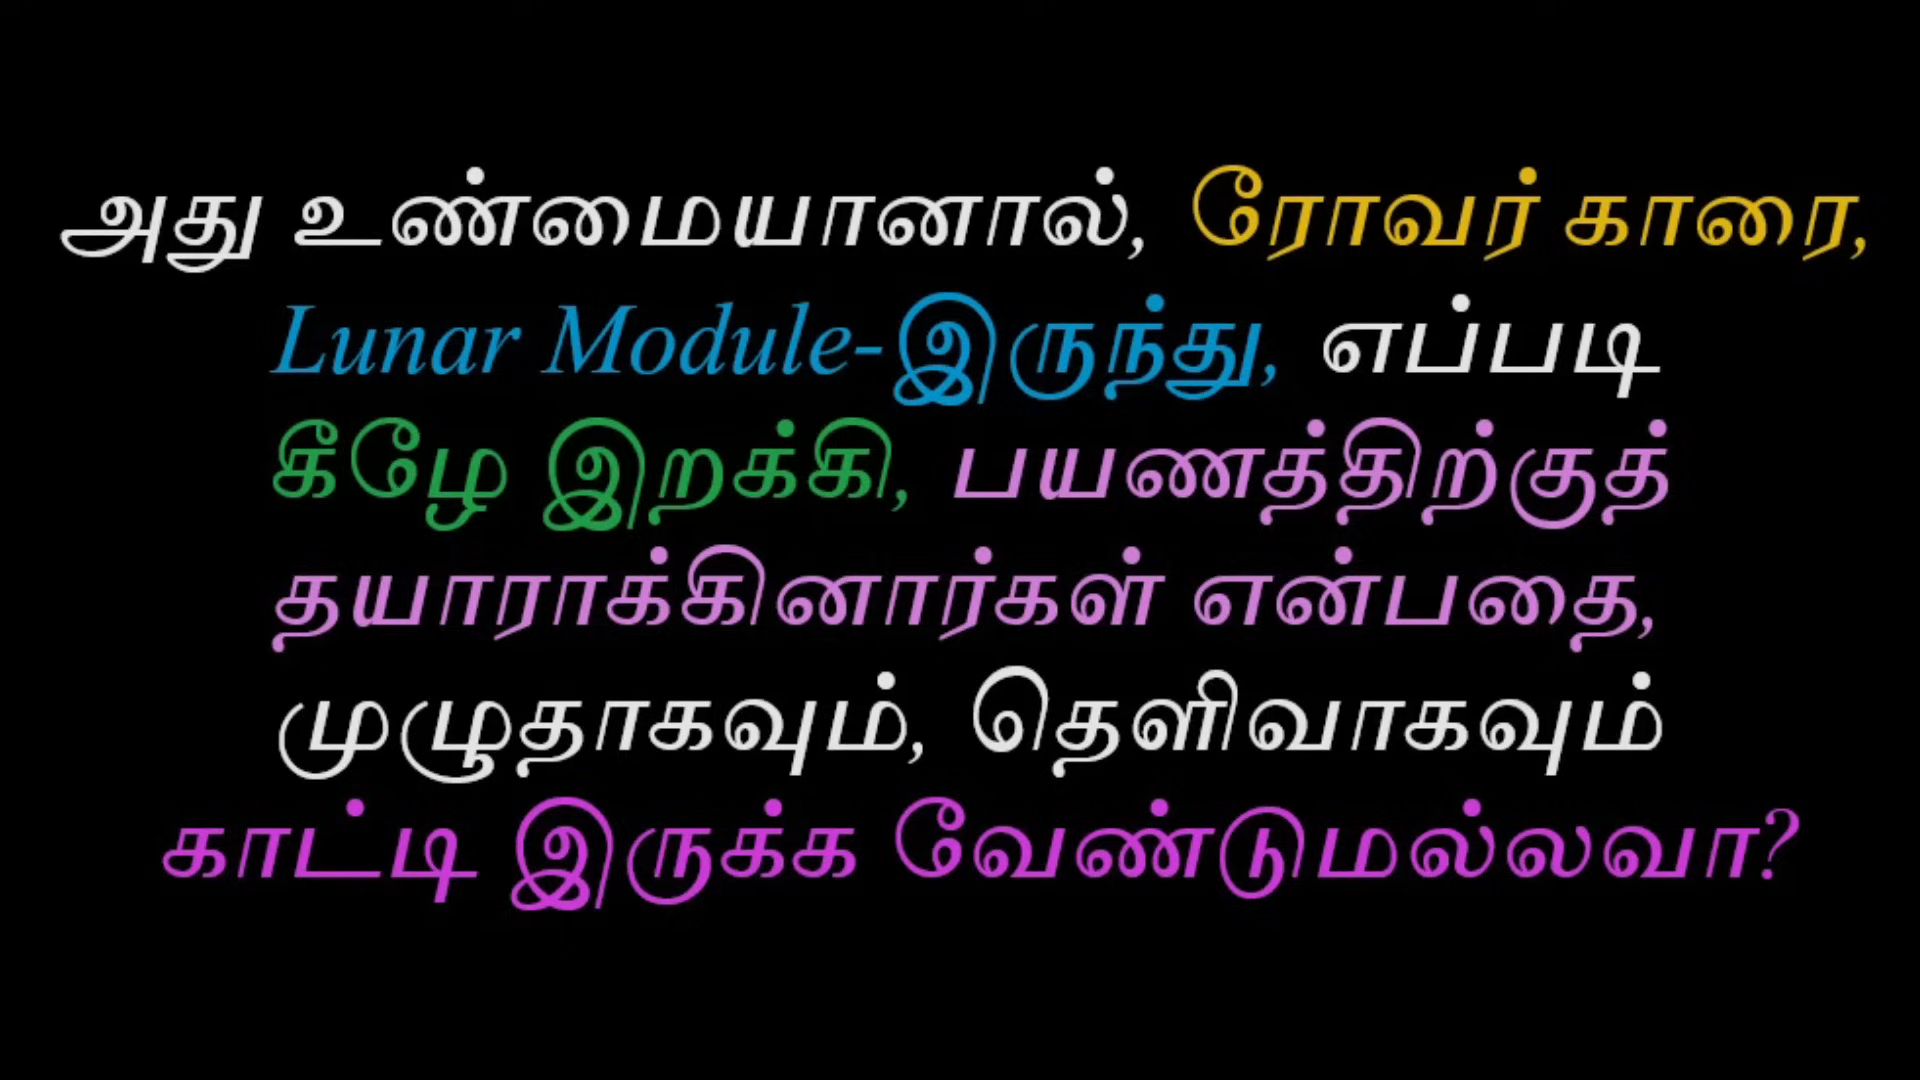 அது உண்மையானால், ரோவர் காரை,
Lunar Module-இருந்து, எப்படி
கீழே இறக்கி, பயணத்திற்குத்
தயாராக்கினார்கள் என்பதை,
முழுதாகவும், தெளிவாகவும்
காட்டி இருக்க வேண்டுமல்லவா?